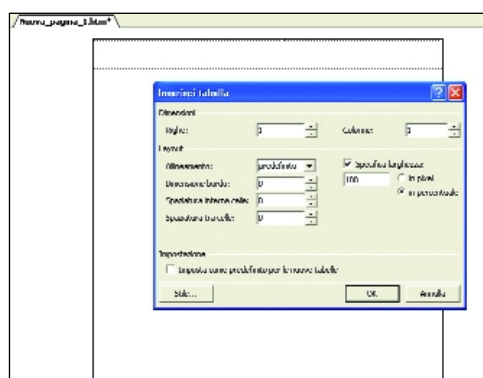 Nuova_pagina_1.htm*
Inserisci tabella
Dimensioni
Righe: 1 Colonne: 1
Layout
Allineamento: predefinito Specifica larghezza:
Dimensione bordo: 0 100 in pixel
Spaziatura interna celle: 0 in percentuale
Spaziatura tra celle: 0
Impostazione
Imposta come predefinito per le nuove tabelle
Stile... OK Annulla